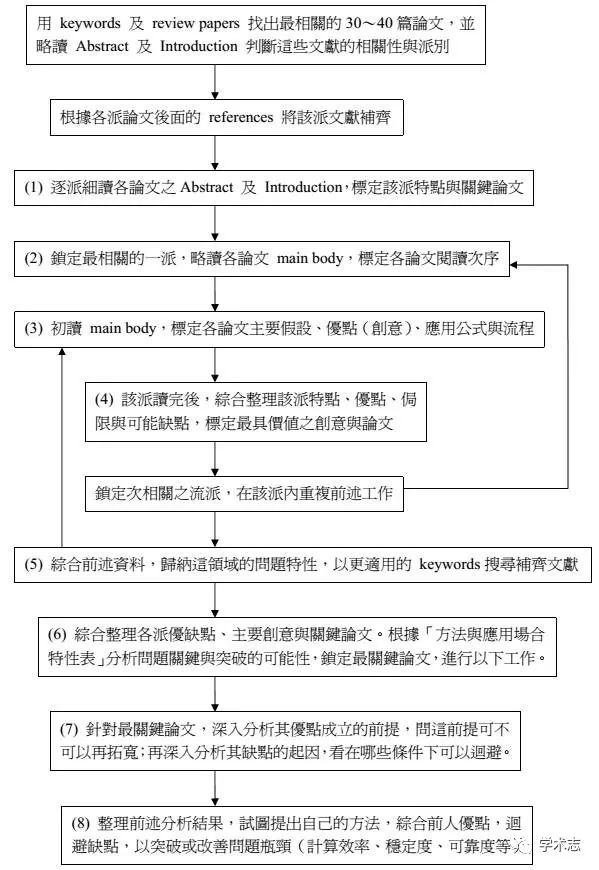 用 keywords 及 review papers 找出最相關的 30～40 篇論文，並
略讀 Abstract 及 Introduction 判斷這些文獻的相關性與派別
根據各派論文後面的 references 將該派文獻補齊
(1) 逐派細讀各論文之 Abstract 及 Introduction，標定該派特點與關鍵論文
(2) 鎖定最相關的一派，略讀各論文 main body，標定各論文閱讀次序
(3) 初讀 main body，標定各論文主要假設、優點（創意）、應用公式與流程
(4) 該派讀完後，綜合整理該派特點、優點、侷
限與可能缺點，標定最具價值之創意與論文
鎖定次相關之流派，在該派內重複前述工作
(5) 綜合前述資料，歸納這領域的問題特性，以更適用的 keywords 搜尋補齊文獻
(6) 綜合整理各派優缺點、主要創意與關鍵論文。根據「方法與應用場合
特性表」分析問題關鍵與突破的可能性，鎖定最關鍵論文，進行以下工作。
(7) 針對最關鍵論文，深入分析其優點成立的前提，問這前提可不
可以再拓寬；再深入分析其缺點的起因，看在哪些條件下可以迴避。
(8) 整理前述分析結果，試圖提出自己的方法，綜合前人優點，迴
避缺點，以突破或改善問題瓶頸（計算效率、穩定度、可靠度等
学术志